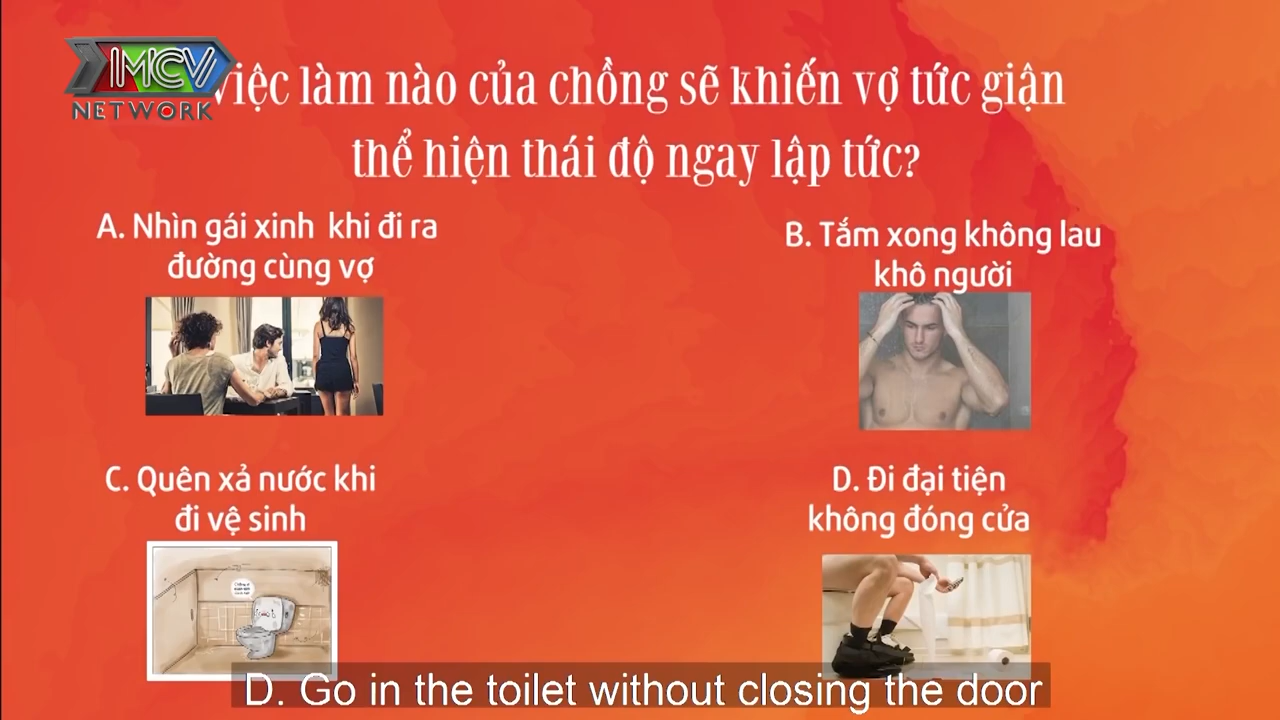 MCV
NETWORK
việc làm nào của chồng sẽ khiến vợ tức giận
thể hiện thái độ ngay lập tức?
A. Nhìn gái xinh khi đi ra
đường cùng vợ
B. Tắm xong không lau
khô người
C. Quên xả nước khi
đi vệ sinh
D. Đi đại tiện
không đóng cửa
D. Go in the toilet without closing the door